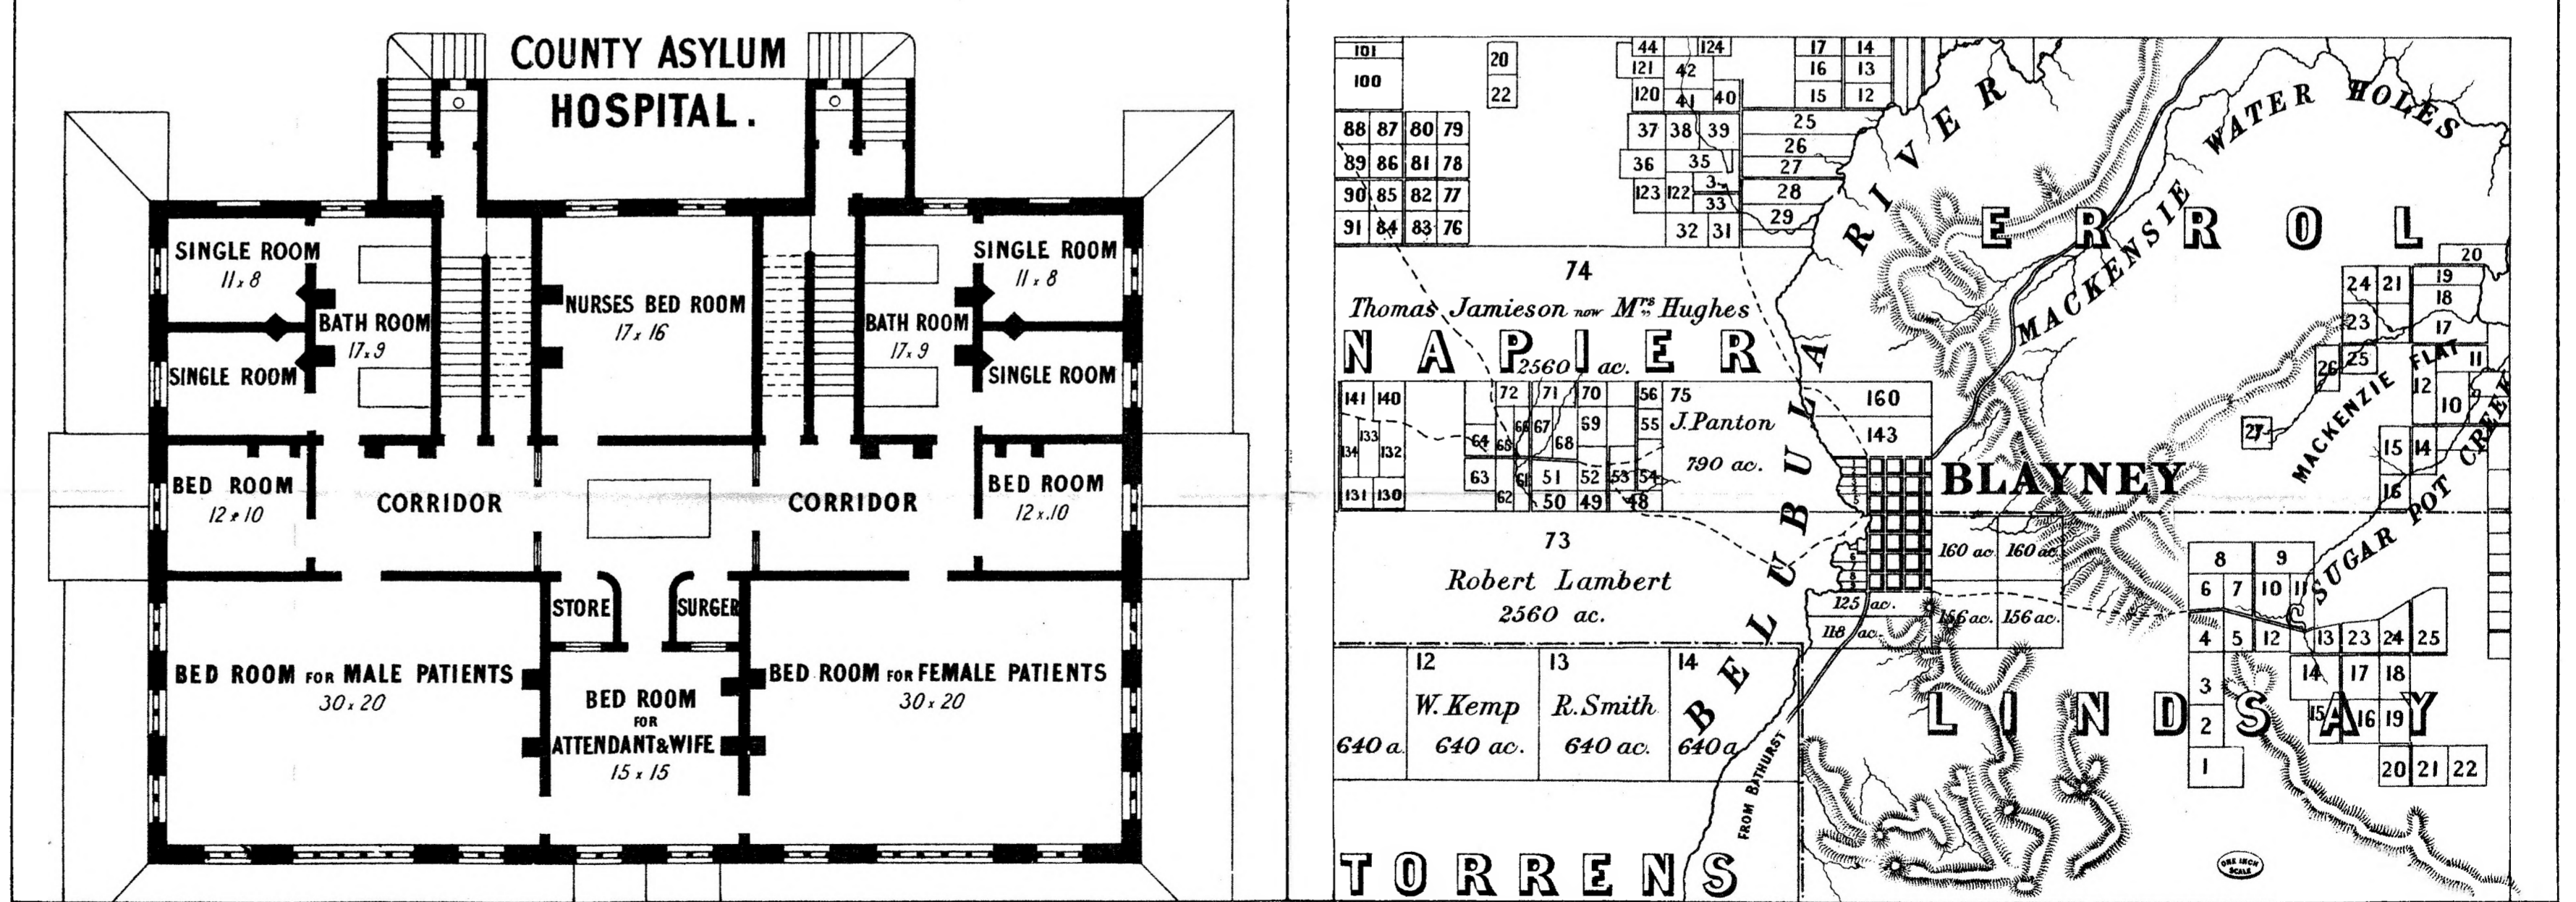 COUNTY ASYLUM
HOSPITAL.
SINGLE ROOM
11 x 8
SINGLE ROOM
BATH ROOM
17 x 9
NURSES BED ROOM
17 x 16
BATH ROOM
17 x 9
SINGLE ROOM
11 x 8
SINGLE ROOM
BED ROOM
12 x 10
CORRIDOR
CORRIDOR
BED ROOM
12 x 10
STORE
SURGER
BED ROOM FOR MALE PATIENTS
30 x 20
BED ROOM
FOR
ATTENDANT & WIFE
15 x 15
BED ROOM FOR FEMALE PATIENTS
30 x 20
101
100
20
22
44 124
121 42
120 41 40
17 14
16 13
15 12
88 87 80 79
89 86 81 78
90 85 82 77
91 84 83 76
37 38 39
36 35
123 122 33
32 31
25
26
27
28
29
RIVER
WATER HOLES
MACKENSIE
ERROL
74
Thomas Jamieson now Mrs Hughes
NAPIER
2560 ac.
141 140
133
134 132
131 130
72 71 70 56
66 67 69 55
64 65 68
63 61 51 52 53 54
62 50 49 48
75
J. Panton
790 ac.
160
143
BELUBULA
BLAYNEY
20
24 21 19
18
23 17
26 25 11
12
10 9
27
15 14
16
MACKENZIE FLAT
SUGAR POT CREEK
73
Robert Lambert
2560 ac.
160 ac. 160 ac.
156 ac. 156 ac.
125 ac.
118 ac.
8 9
6 7 10 11
4 5 12 13 23 24 25
3 14 17 18
2 15 16 19
1 20 21 22
640 a.
12
W. Kemp
640 ac.
13
R. Smith
640 ac.
14
640 a
FROM BATHURST
LINDSAY
TORRENS
ONE INCH
SCALE